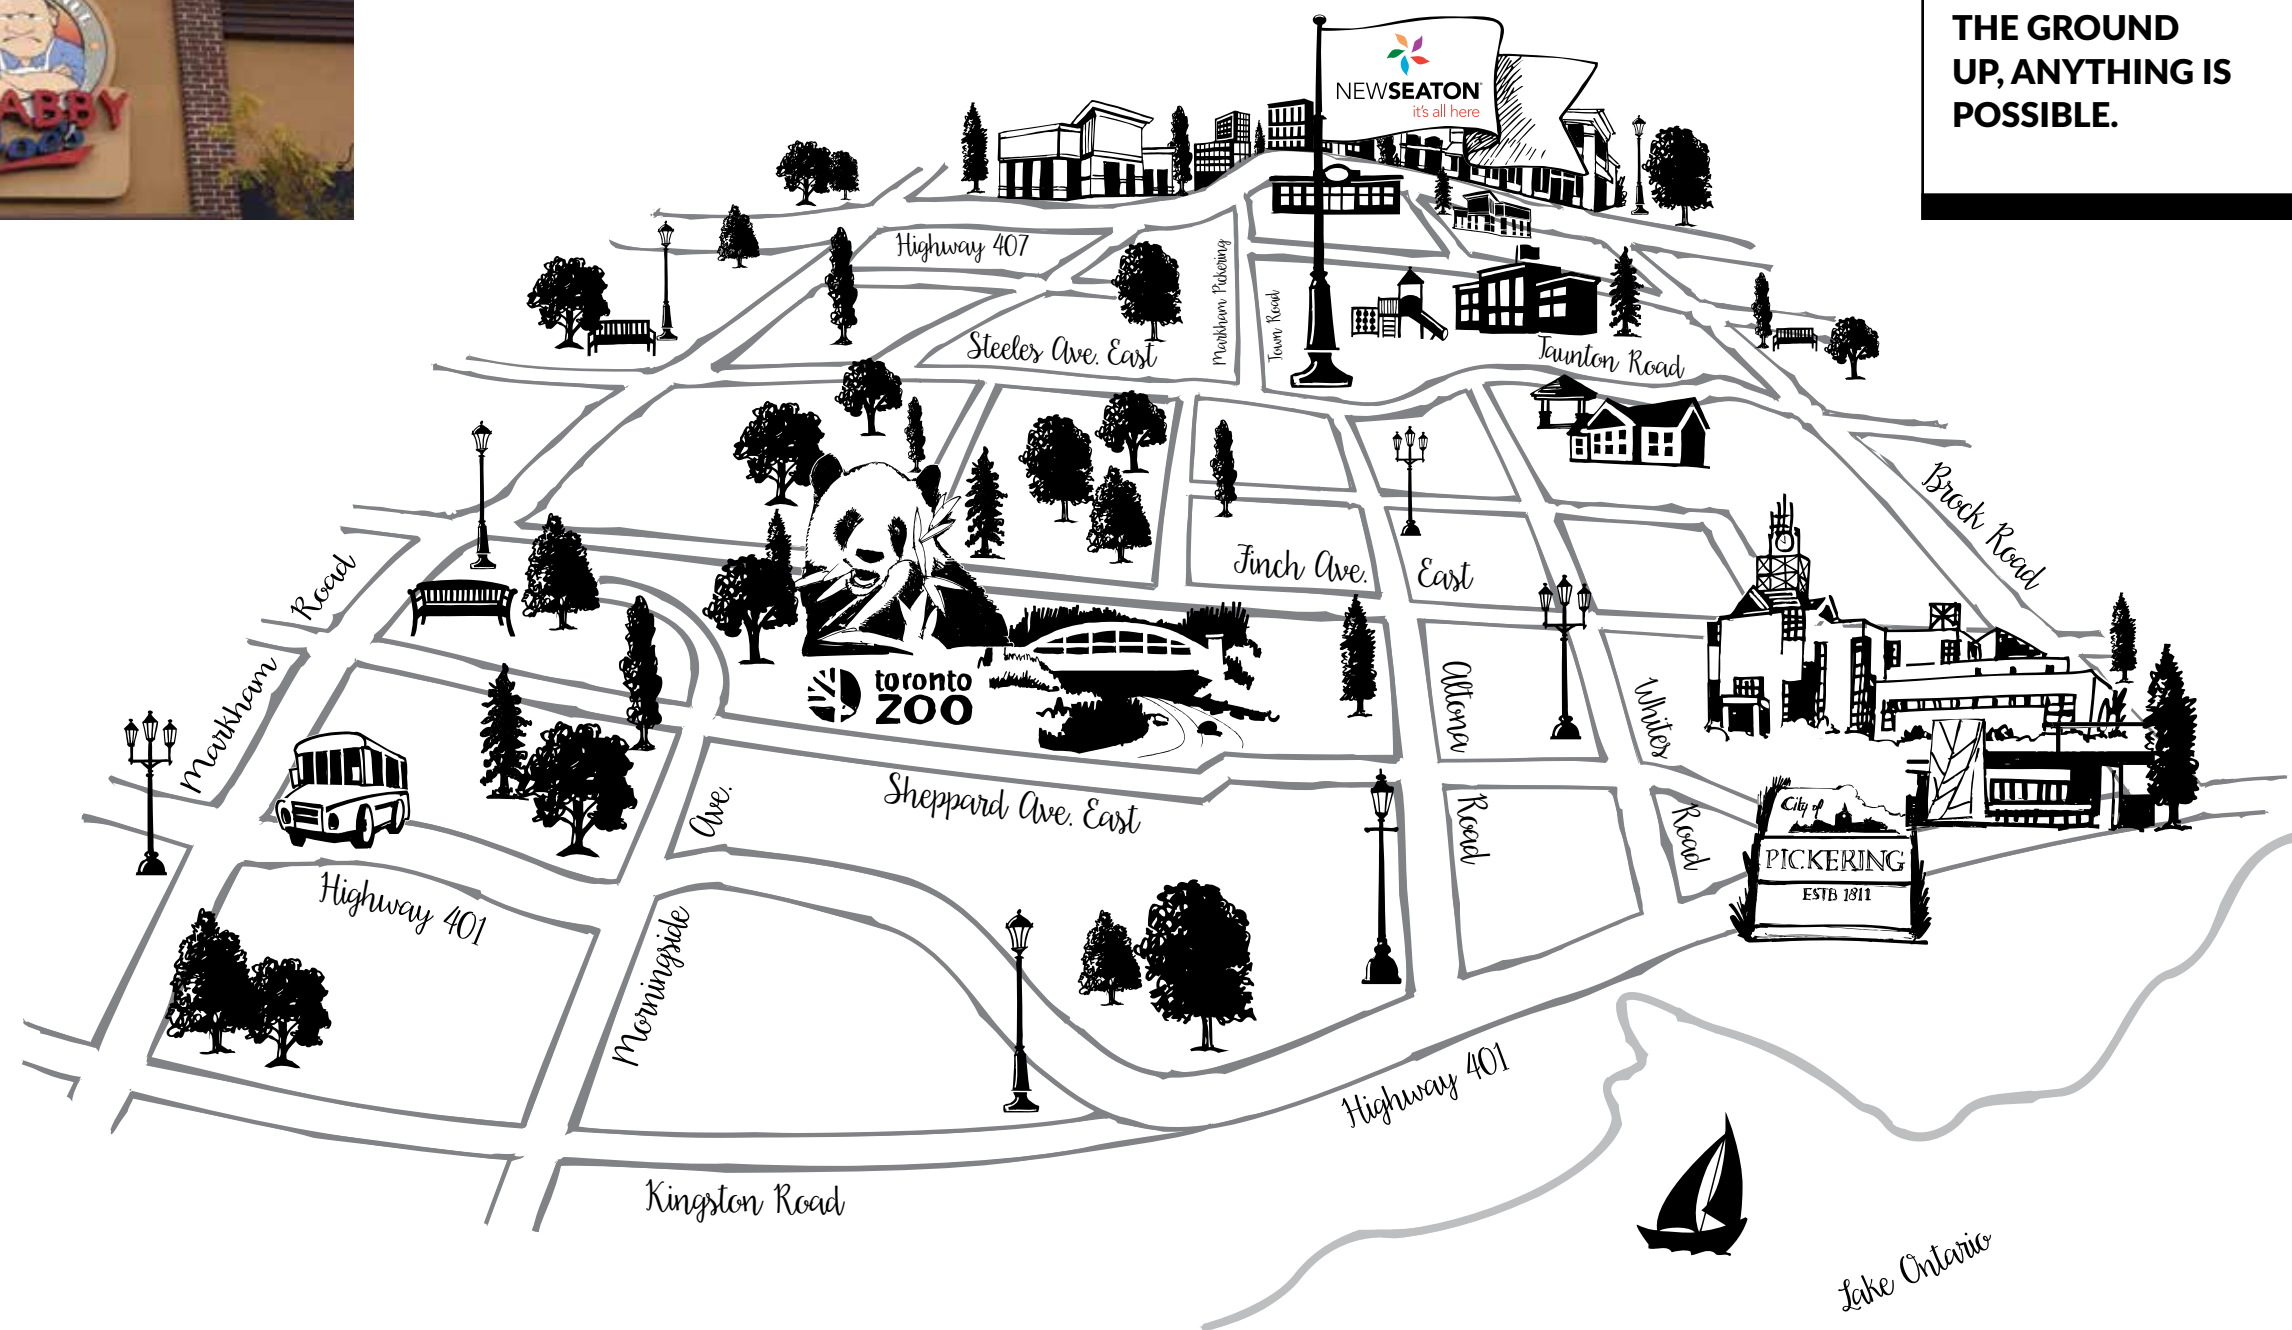 ABBY
Joe's
THE GROUND
UP, ANYTHING IS
POSSIBLE.
NEWSEATON
it's all here
Highway 407
Markham Pickering
Town Road
Steeles Ave. East
Taunton Road
Brock Road
Finch Ave. East
Markham Road
toronto
ZOO
Altona Road
Whites Road
Sheppard Ave. East
Morningside Ave.
City of
PICKERING
ESTB 1811
Highway 401
Highway 401
Kingston Road
Lake Ontario